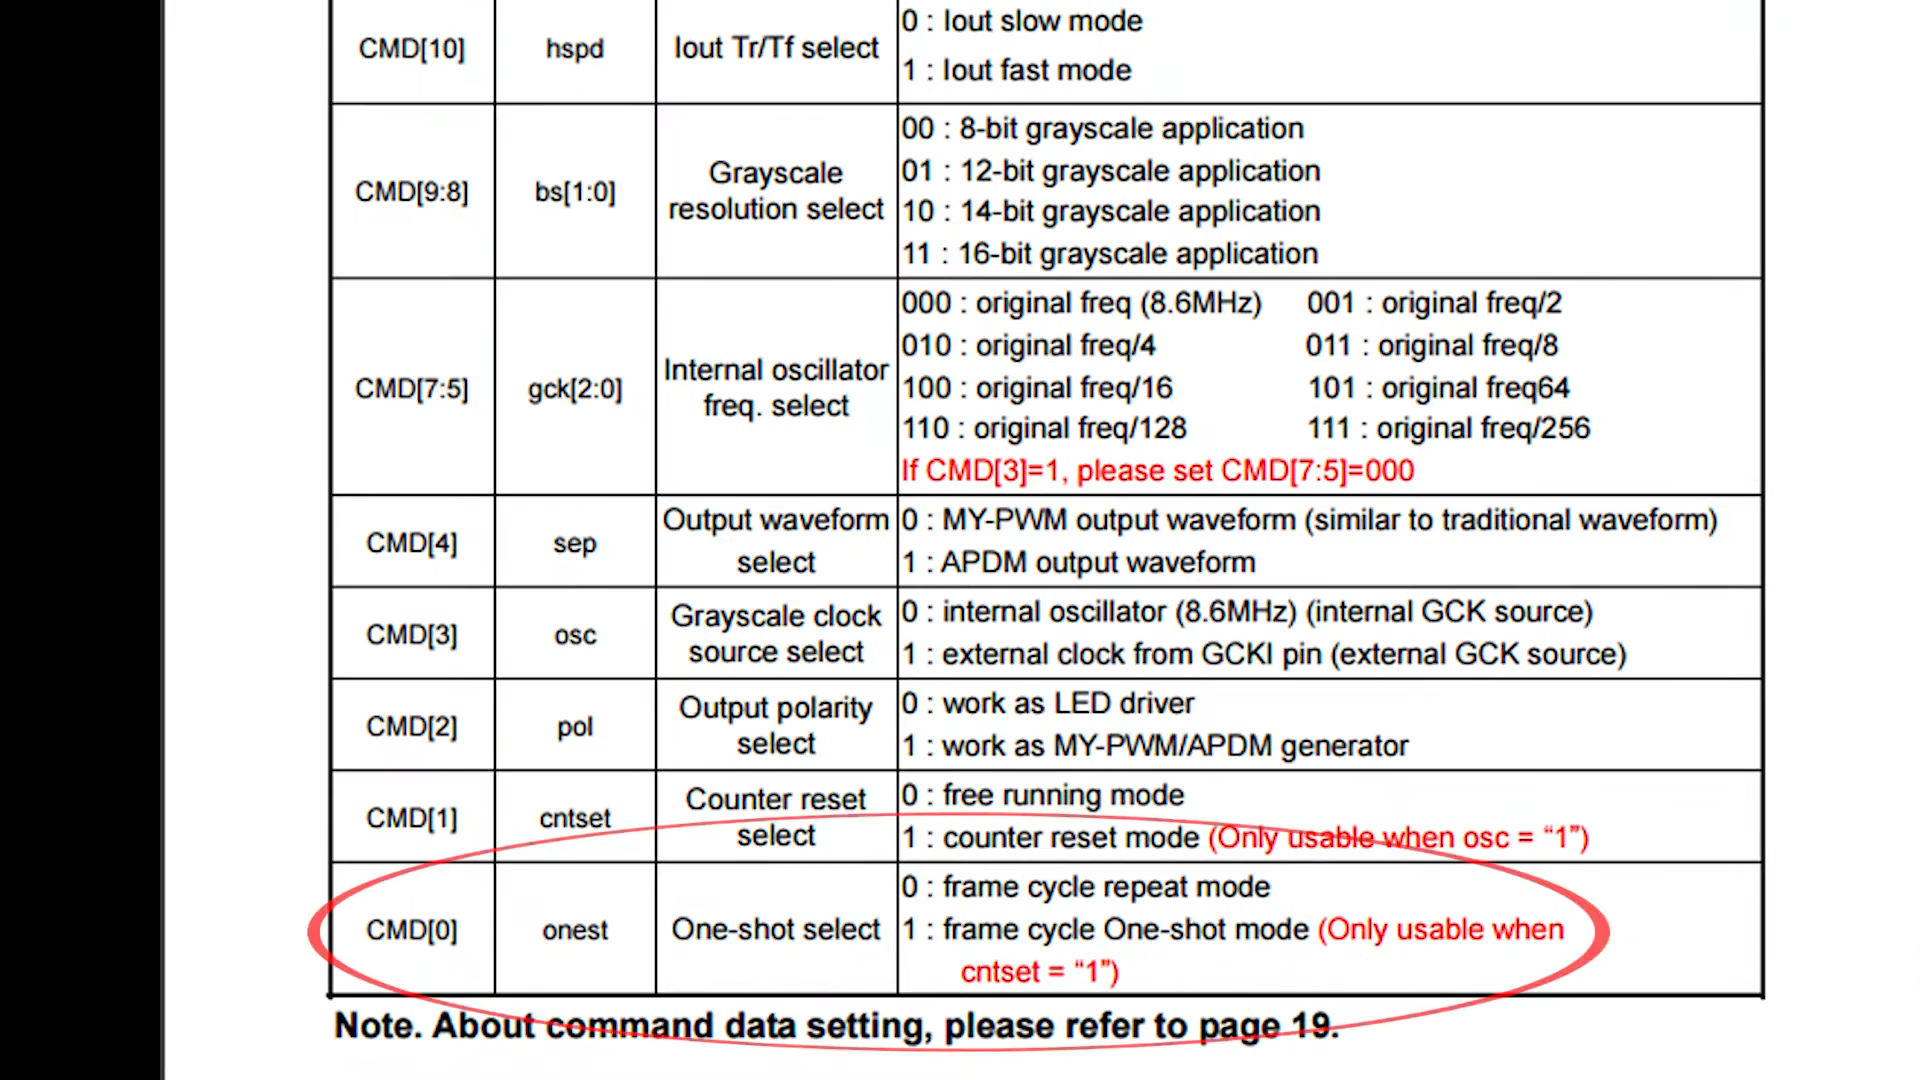 CMD[10] hspd Iout Tr/Tf select
0 : Iout slow mode
1 : Iout fast mode
CMD[9:8] bs[1:0] Grayscale resolution select
00 : 8-bit grayscale application
01 : 12-bit grayscale application
10 : 14-bit grayscale application
11 : 16-bit grayscale application
CMD[7:5] gck[2:0] Internal oscillator freq. select
000 : original freq (8.6MHz) 001 : original freq/2
010 : original freq/4 011 : original freq/8
100 : original freq/16 101 : original freq64
110 : original freq/128 111 : original freq/256
If CMD[3]=1, please set CMD[7:5]=000
CMD[4] sep Output waveform select
0 : MY-PWM output waveform (similar to traditional waveform)
1 : APDM output waveform
CMD[3] osc Grayscale clock source select
0 : internal oscillator (8.6MHz) (internal GCK source)
1 : external clock from GCKI pin (external GCK source)
CMD[2] pol Output polarity select
0 : work as LED driver
1 : work as MY-PWM/APDM generator
CMD[1] cntset Counter reset select
0 : free running mode
1 : counter reset mode (Only usable when osc = “1”)
CMD[0] onest One-shot select
0 : frame cycle repeat mode
1 : frame cycle One-shot mode (Only usable when
cntset = “1”)
Note. About command data setting, please refer to page 19.